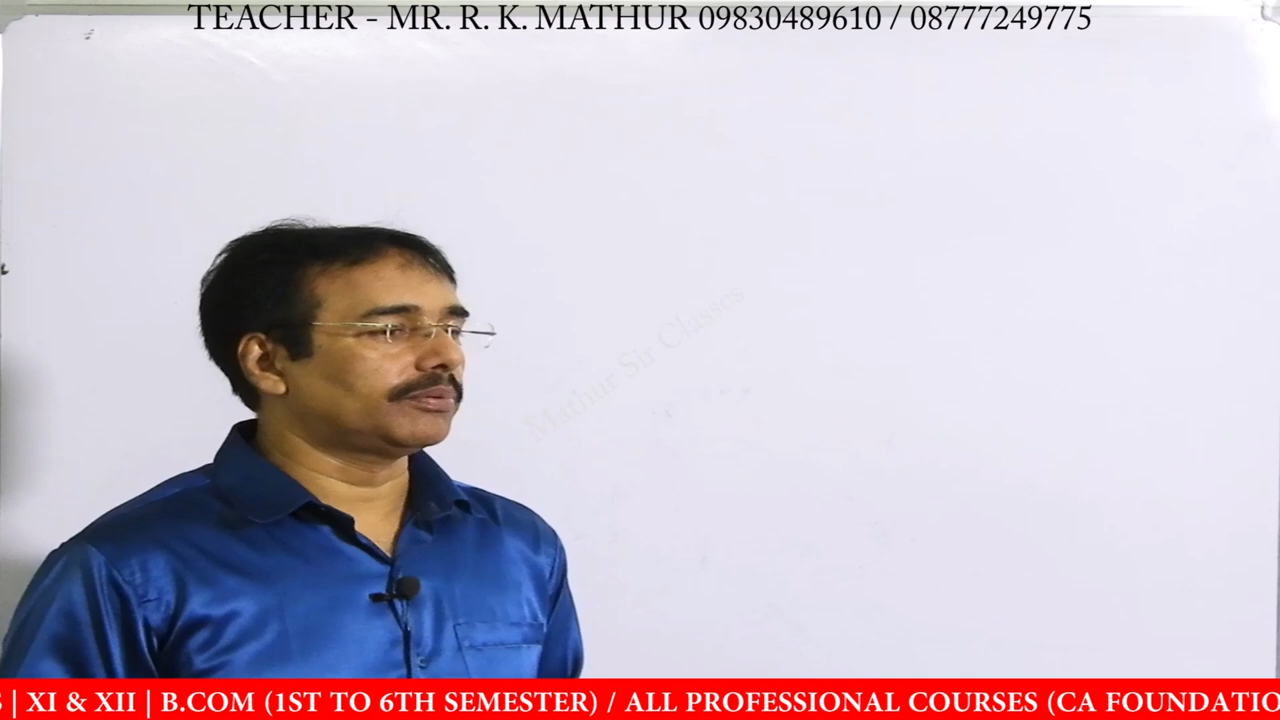 TEACHER - MR. R. K. MATHUR 09830489610 / 08777249775
Mathur Sir Classes
| XI & XII | B.COM (1ST TO 6TH SEMESTER) / ALL PROFESSIONAL COURSES (CA FOUNDATIO